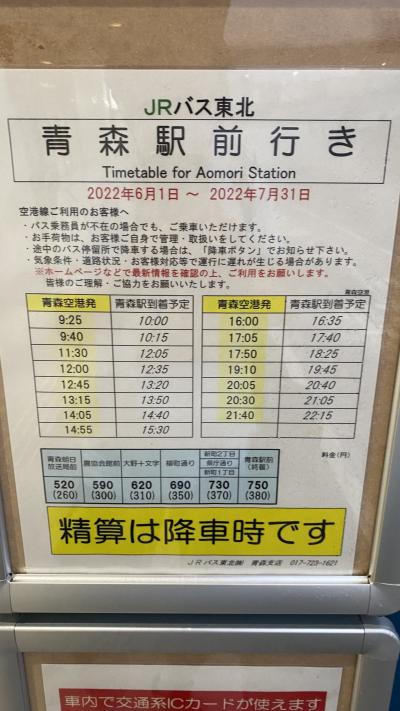 JRバス東北
青森駅前行き
Timetable for Aomori Station
2022年6月1日 ～ 2022年7月31日
空港線ご利用のお客様へ
・バス乗務員が不在の場合でも、ご乗車いただけます。
・お手荷物は、お客様ご自身で管理・取扱いをしてください。
・途中のバス停留所で降車する場合は、「降車ボタン」でお知らせ下さい。
・気象条件・道路状況・お客様対応等で運行に遅れが生じる場合があります。
※ホームページなどで最新情報を確認の上、ご利用をお願いします。
皆様のご理解・ご協力をお願いいたします。
青森空港
青森空港発 青森駅到着予定 青森空港発 青森駅到着予定
9:25 10:00 16:00 16:35
9:40 10:15 17:05 17:40
11:30 12:05 17:50 18:25
12:00 12:35 19:10 19:45
12:45 13:20 20:05 20:40
13:15 13:50 20:30 21:05
14:05 14:40 21:40 22:15
14:55 15:30
料金(円)
青森朝日放送局前 農協会館前 大野十文字 柳町通り 新町2丁目 県庁通り 新町1丁目 青森駅前(終着)
520 590 620 690 730 750
(260) (300) (310) (350) (370) (380)
精算は降車時です
JRバス東北㈱ 青森支店 017-723-1621
車内で交通系ICカードが使えます